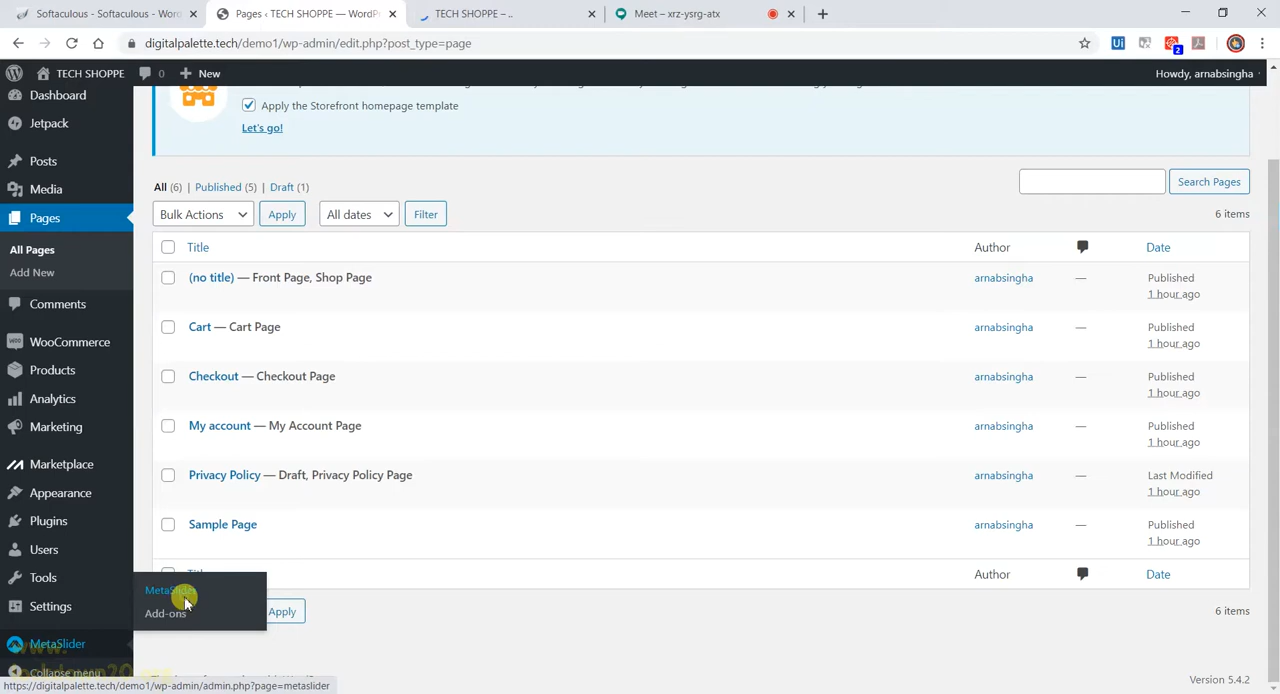 Softaculous - Softaculous - Wor
Pages ‹ TECH SHOPPE — WordPr
TECH SHOPPE – ..
Meet – xrz-ysrg-atx
digitalpalette.tech/demo1/wp-admin/edit.php?post_type=page
2
TECH SHOPPE
0
New
Howdy, arnabsingha
Dashboard
Jetpack
Posts
Media
Pages
All Pages
Add New
Comments
WooCommerce
Products
Analytics
Marketing
Marketplace
Appearance
Plugins
Users
Tools
Settings
MetaSlider
Collapse menu
Apply the Storefront homepage template
Let's go!
All (6) | Published (5) | Draft (1)
Search Pages
Bulk Actions
Apply
All dates
Filter
6 items
Title
Author
Date
(no title) — Front Page, Shop Page
arnabsingha
—
Published
1 hour ago
Cart — Cart Page
arnabsingha
—
Published
1 hour ago
Checkout — Checkout Page
arnabsingha
—
Published
1 hour ago
My account — My Account Page
arnabsingha
—
Published
1 hour ago
Privacy Policy — Draft, Privacy Policy Page
arnabsingha
—
Last Modified
1 hour ago
Sample Page
arnabsingha
—
Published
1 hour ago
Title
Author
Date
MetaSlider
Add-ons
Apply
6 items
Version 5.4.2
https://digitalpalette.tech/demo1/wp-admin/admin.php?page=metaslider